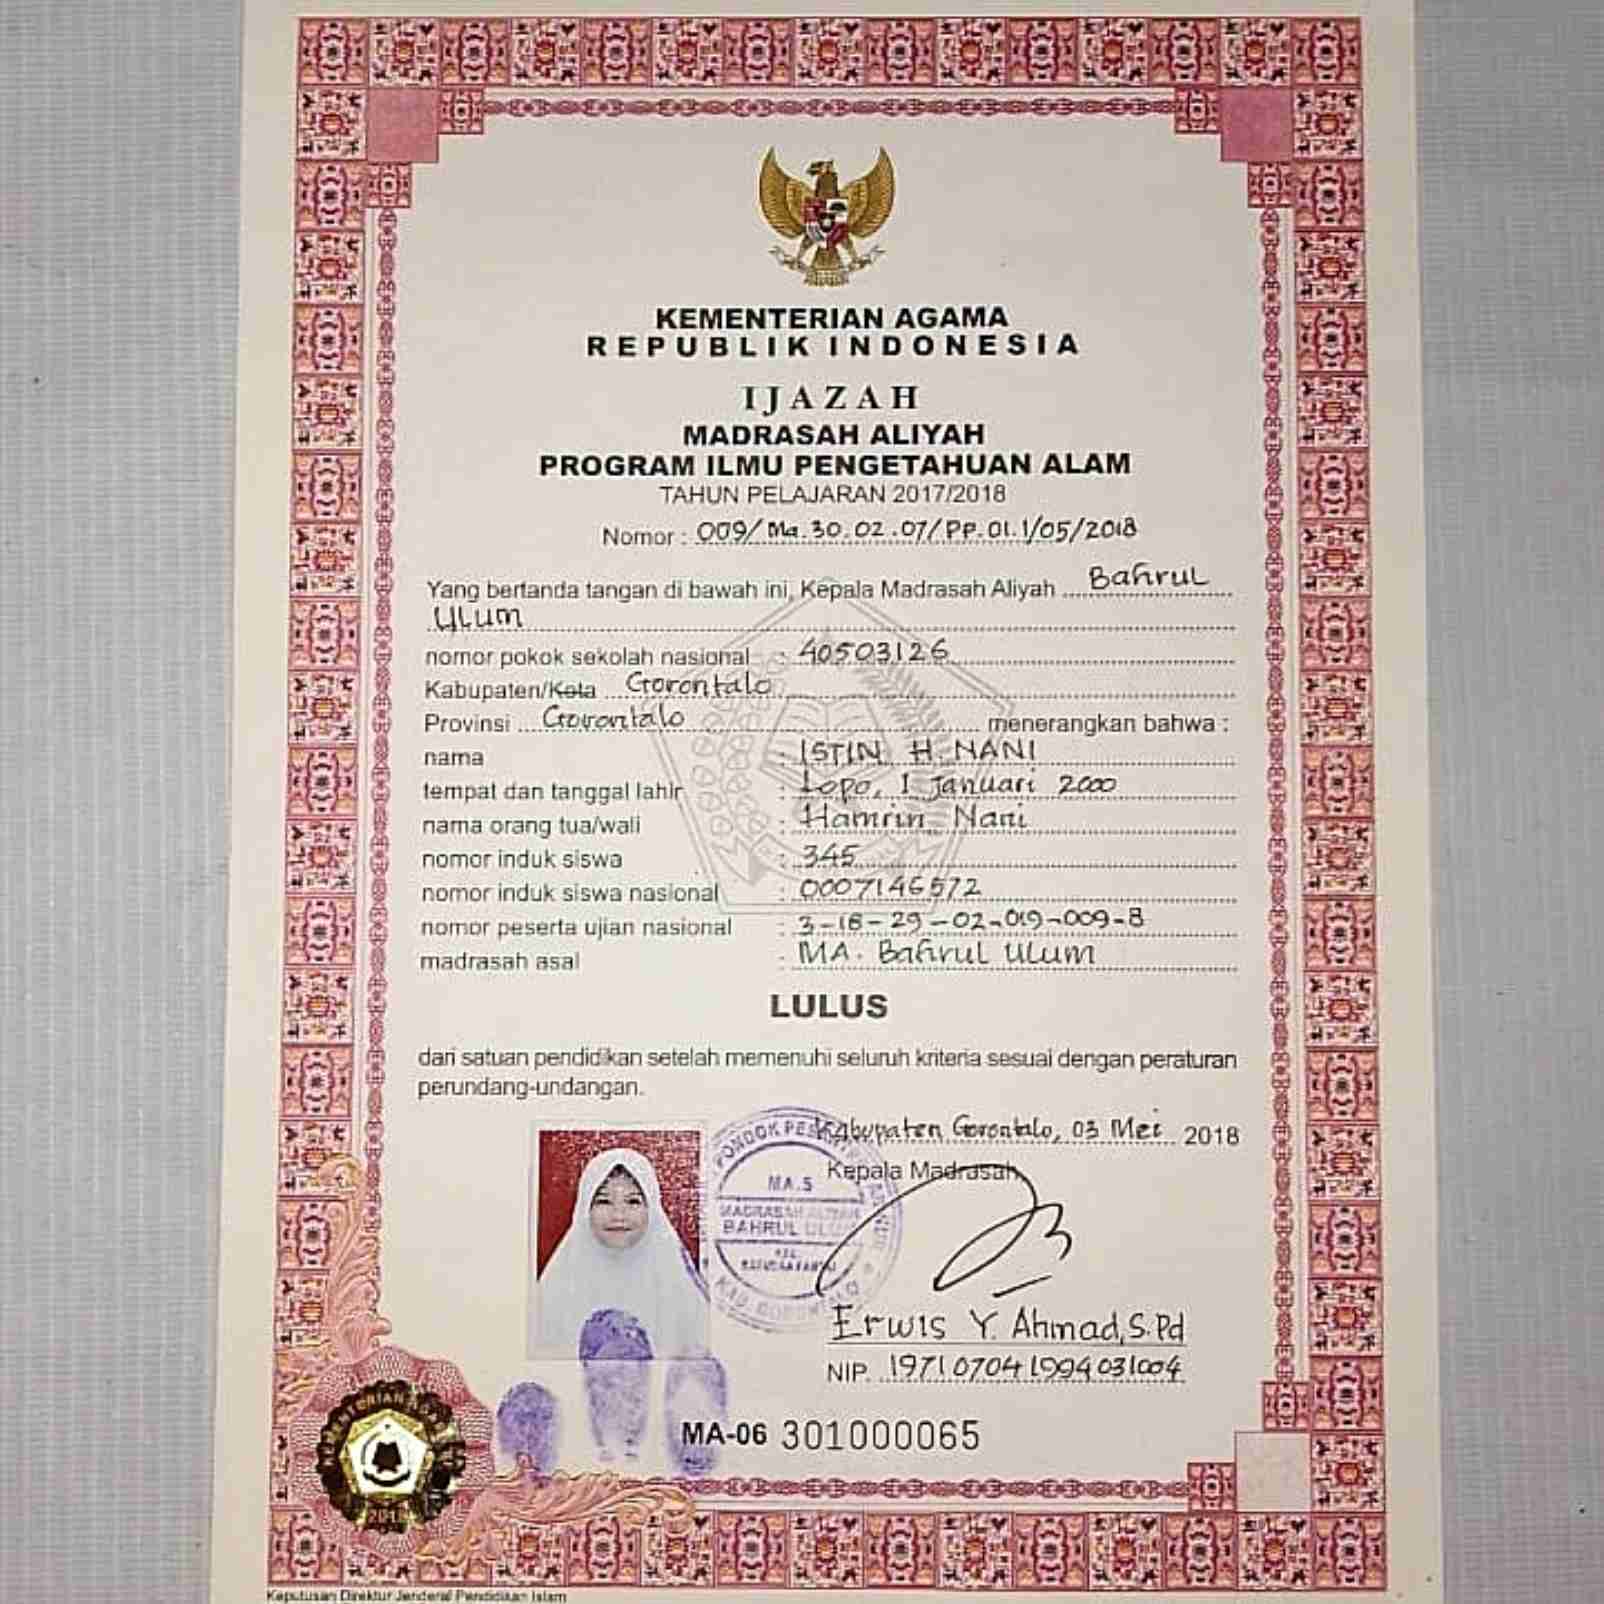 KEMENTERIAN AGAMA
REPUBLIK INDONESIA
IJAZAH
MADRASAH ALIYAH
PROGRAM ILMU PENGETAHUAN ALAM
TAHUN PELAJARAN 2017/2018
Nomor : 009/Ma.30.02.07/PP.01.1/05/2018
Yang bertanda tangan di bawah ini, Kepala Madrasah Aliyah Bahrul
Ulum
nomor pokok sekolah nasional : 40503126
Kabupaten/Kota Gorontalo
Provinsi Gorontalo menerangkan bahwa :
nama : ISTIN H. NANI
tempat dan tanggal lahir : Lopo, 1 Januari 2000
nama orang tua/wali : Hamrin Nani
nomor induk siswa : 345
nomor induk siswa nasional : 0007146572
nomor peserta ujian nasional : 3-18-29-02-019-009-8
madrasah asal : MA. Bahrul Ulum
LULUS
dari satuan pendidikan setelah memenuhi seluruh kriteria sesuai dengan peraturan
perundang-undangan.
Kabupaten Gorontalo, 03 Mei 2018
Kepala Madrasah
PONDOK
MA.S
MADRASAH ALIYAH
BAHRUL ULUM
KAB. GORONTALO
Erwis Y. Ahmad, S.Pd
NIP. 197107041994031004
MA-06 301000065
Keputusan Direktur Jenderal Pendidikan Islam